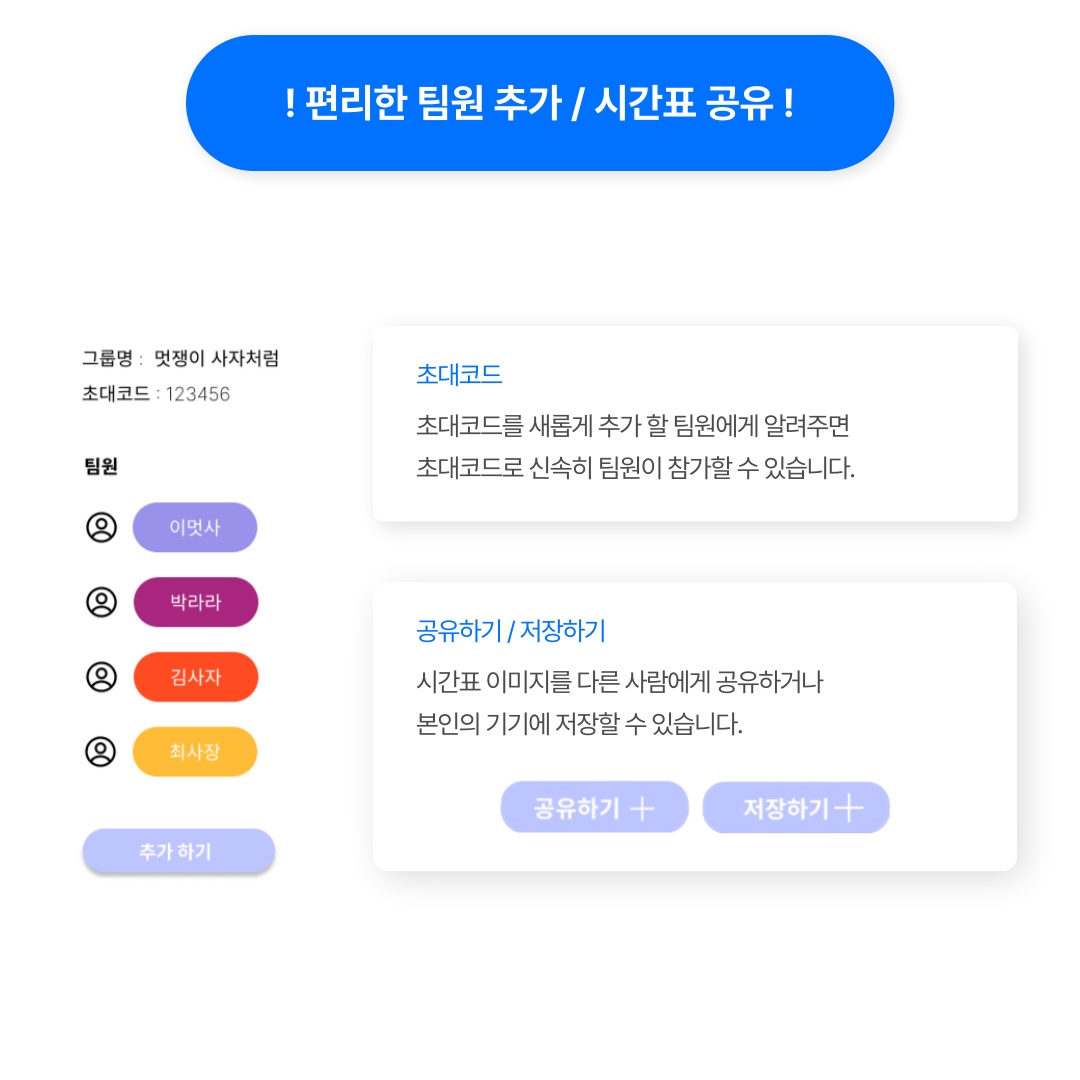 ! 편리한 팀원 추가 / 시간표 공유 !
그룹명 : 멋쟁이 사자처럼
초대코드 : 123456
팀원
이멋사
박라라
김사자
최사장
추가 하기
초대코드
초대코드를 새롭게 추가 할 팀원에게 알려주면
초대코드로 신속히 팀원이 참가할 수 있습니다.
공유하기 / 저장하기
시간표 이미지를 다른 사람에게 공유하거나
본인의 기기에 저장할 수 있습니다.
공유하기 +
저장하기 +